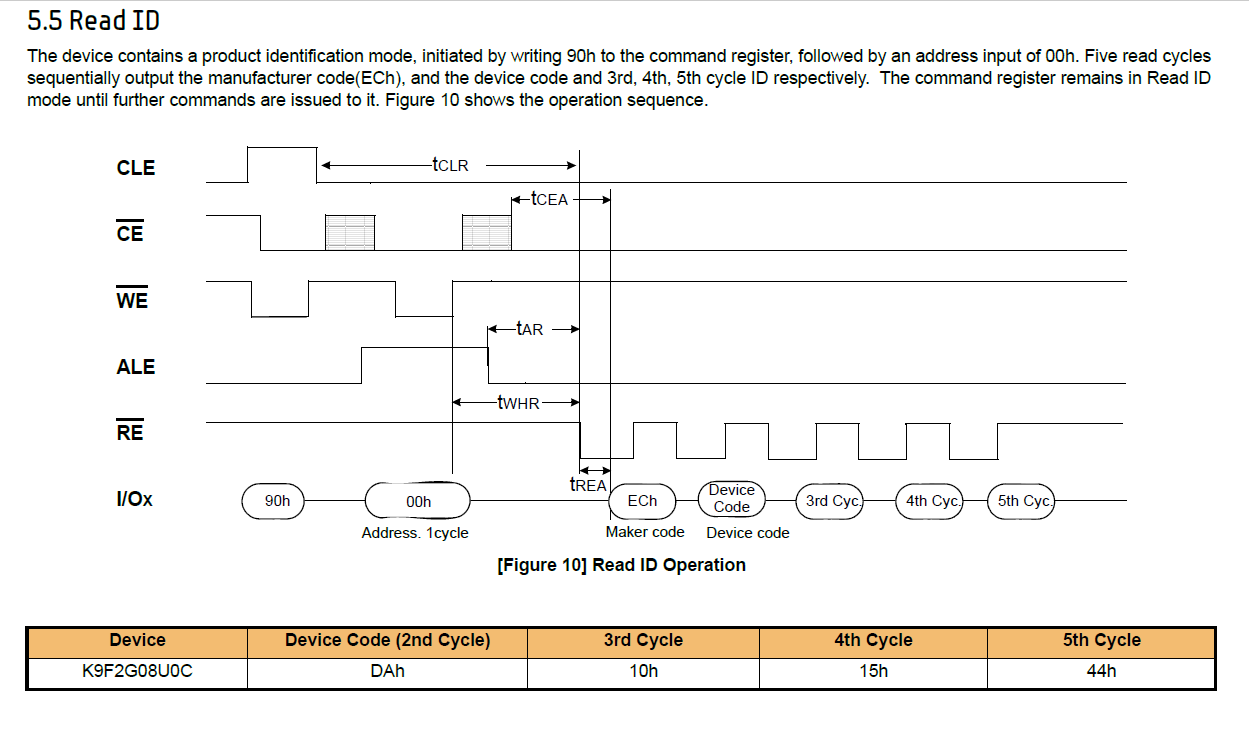 5.5 Read ID
The device contains a product identification mode, initiated by writing 90h to the command register, followed by an address input of 00h. Five read cycles
sequentially output the manufacturer code(ECh), and the device code and 3rd, 4th, 5th cycle ID respectively.  The command register remains in Read ID
mode until further commands are issued to it. Figure 10 shows the operation sequence.
CLE
tCLR
tCEA
CE
WE
tAR
ALE
tWHR
RE
tREA
I/Ox
90h
00h
ECh
Device
Code
3rd Cyc.
4th Cyc.
5th Cyc.
Address. 1cycle
Maker code
Device code
[Figure 10] Read ID Operation
Device
Device Code (2nd Cycle)
3rd Cycle
4th Cycle
5th Cycle
K9F2G08U0C
DAh
10h
15h
44h